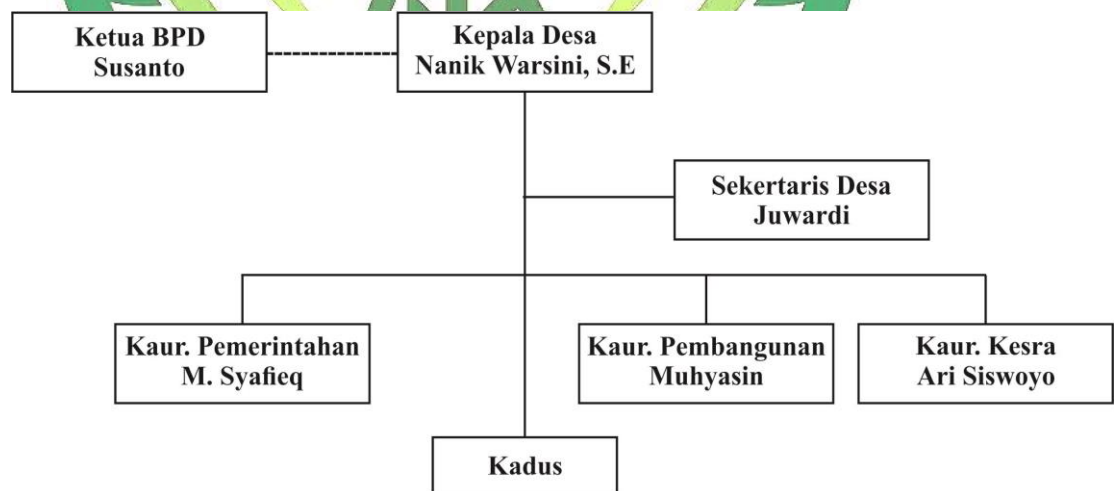 Ketua BPD
Susanto
Kepala Desa
Nanik Warsini, S.E
Sekertaris Desa
Juwardi
Kaur. Pemerintahan
M. Syafieq
Kaur. Pembangunan
Muhyasin
Kaur. Kesra
Ari Siswoyo
Kadus